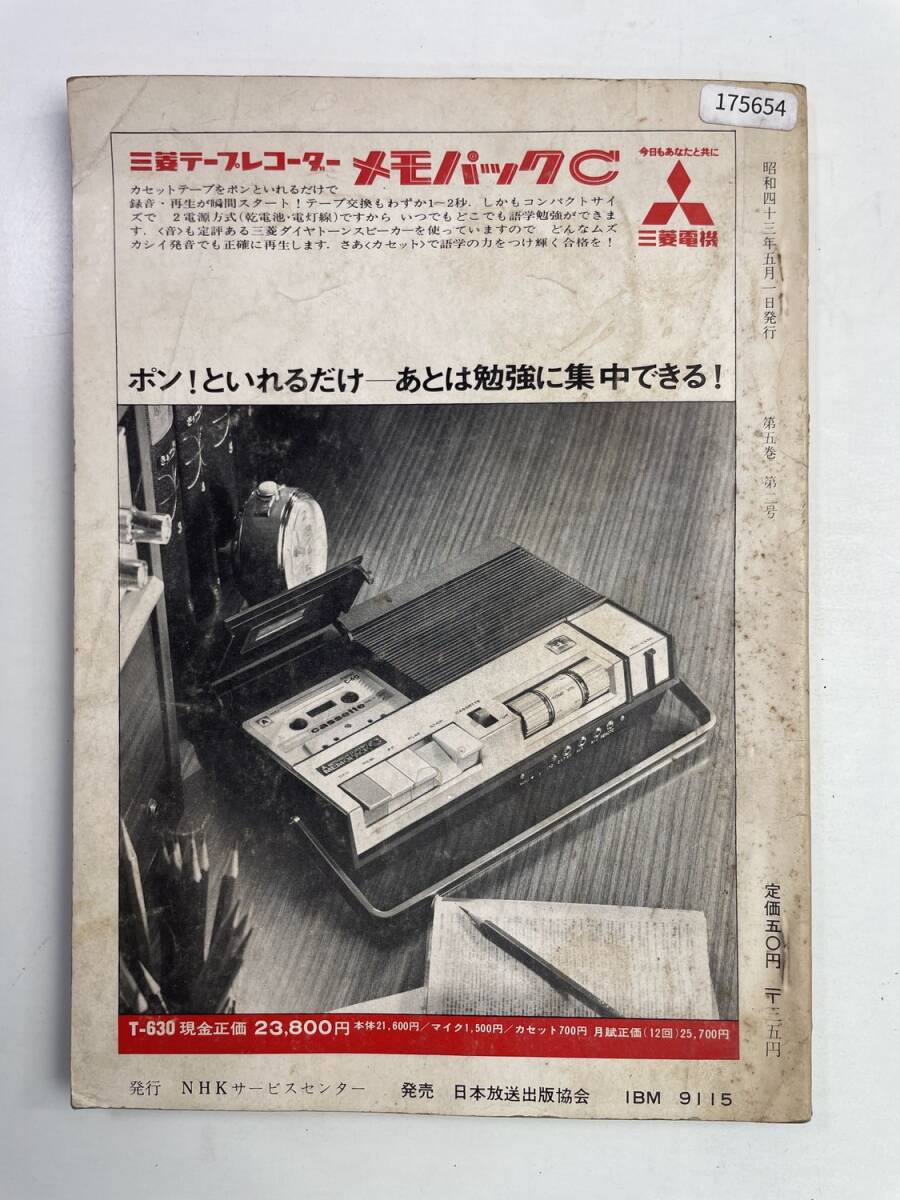 175654
三菱テープレコーダー メモパックC
今日もあなたと共に
三菱電機
カセットテープをポンといれるだけで
録音・再生が瞬間スタート！テープ交換もわずか1〜2秒．しかもコンパクトサイ
ズで　2電源方式(乾電池・電灯線)ですから いつでもどこでも語学勉強ができま
す．〈音〉も定評ある三菱ダイヤトーンスピーカーを使っていますので　どんなムズ
カシイ発音でも正確に再生します．さあ〈カセット〉で語学の力をつけ輝く合格を！
ポン！といれるだけ―あとは勉強に集中できる！
cassette
C-60
T-630 現金正価 23,800円 本体21,600円／マイク1,500円／カセット700円 月賦正価(12回)25,700円
発行　NHKサービスセンター　発売　日本放送出版協会　IBM 9115
昭和四十三年五月一日発行　第五巻　第二号
定価五〇円　〒三五円